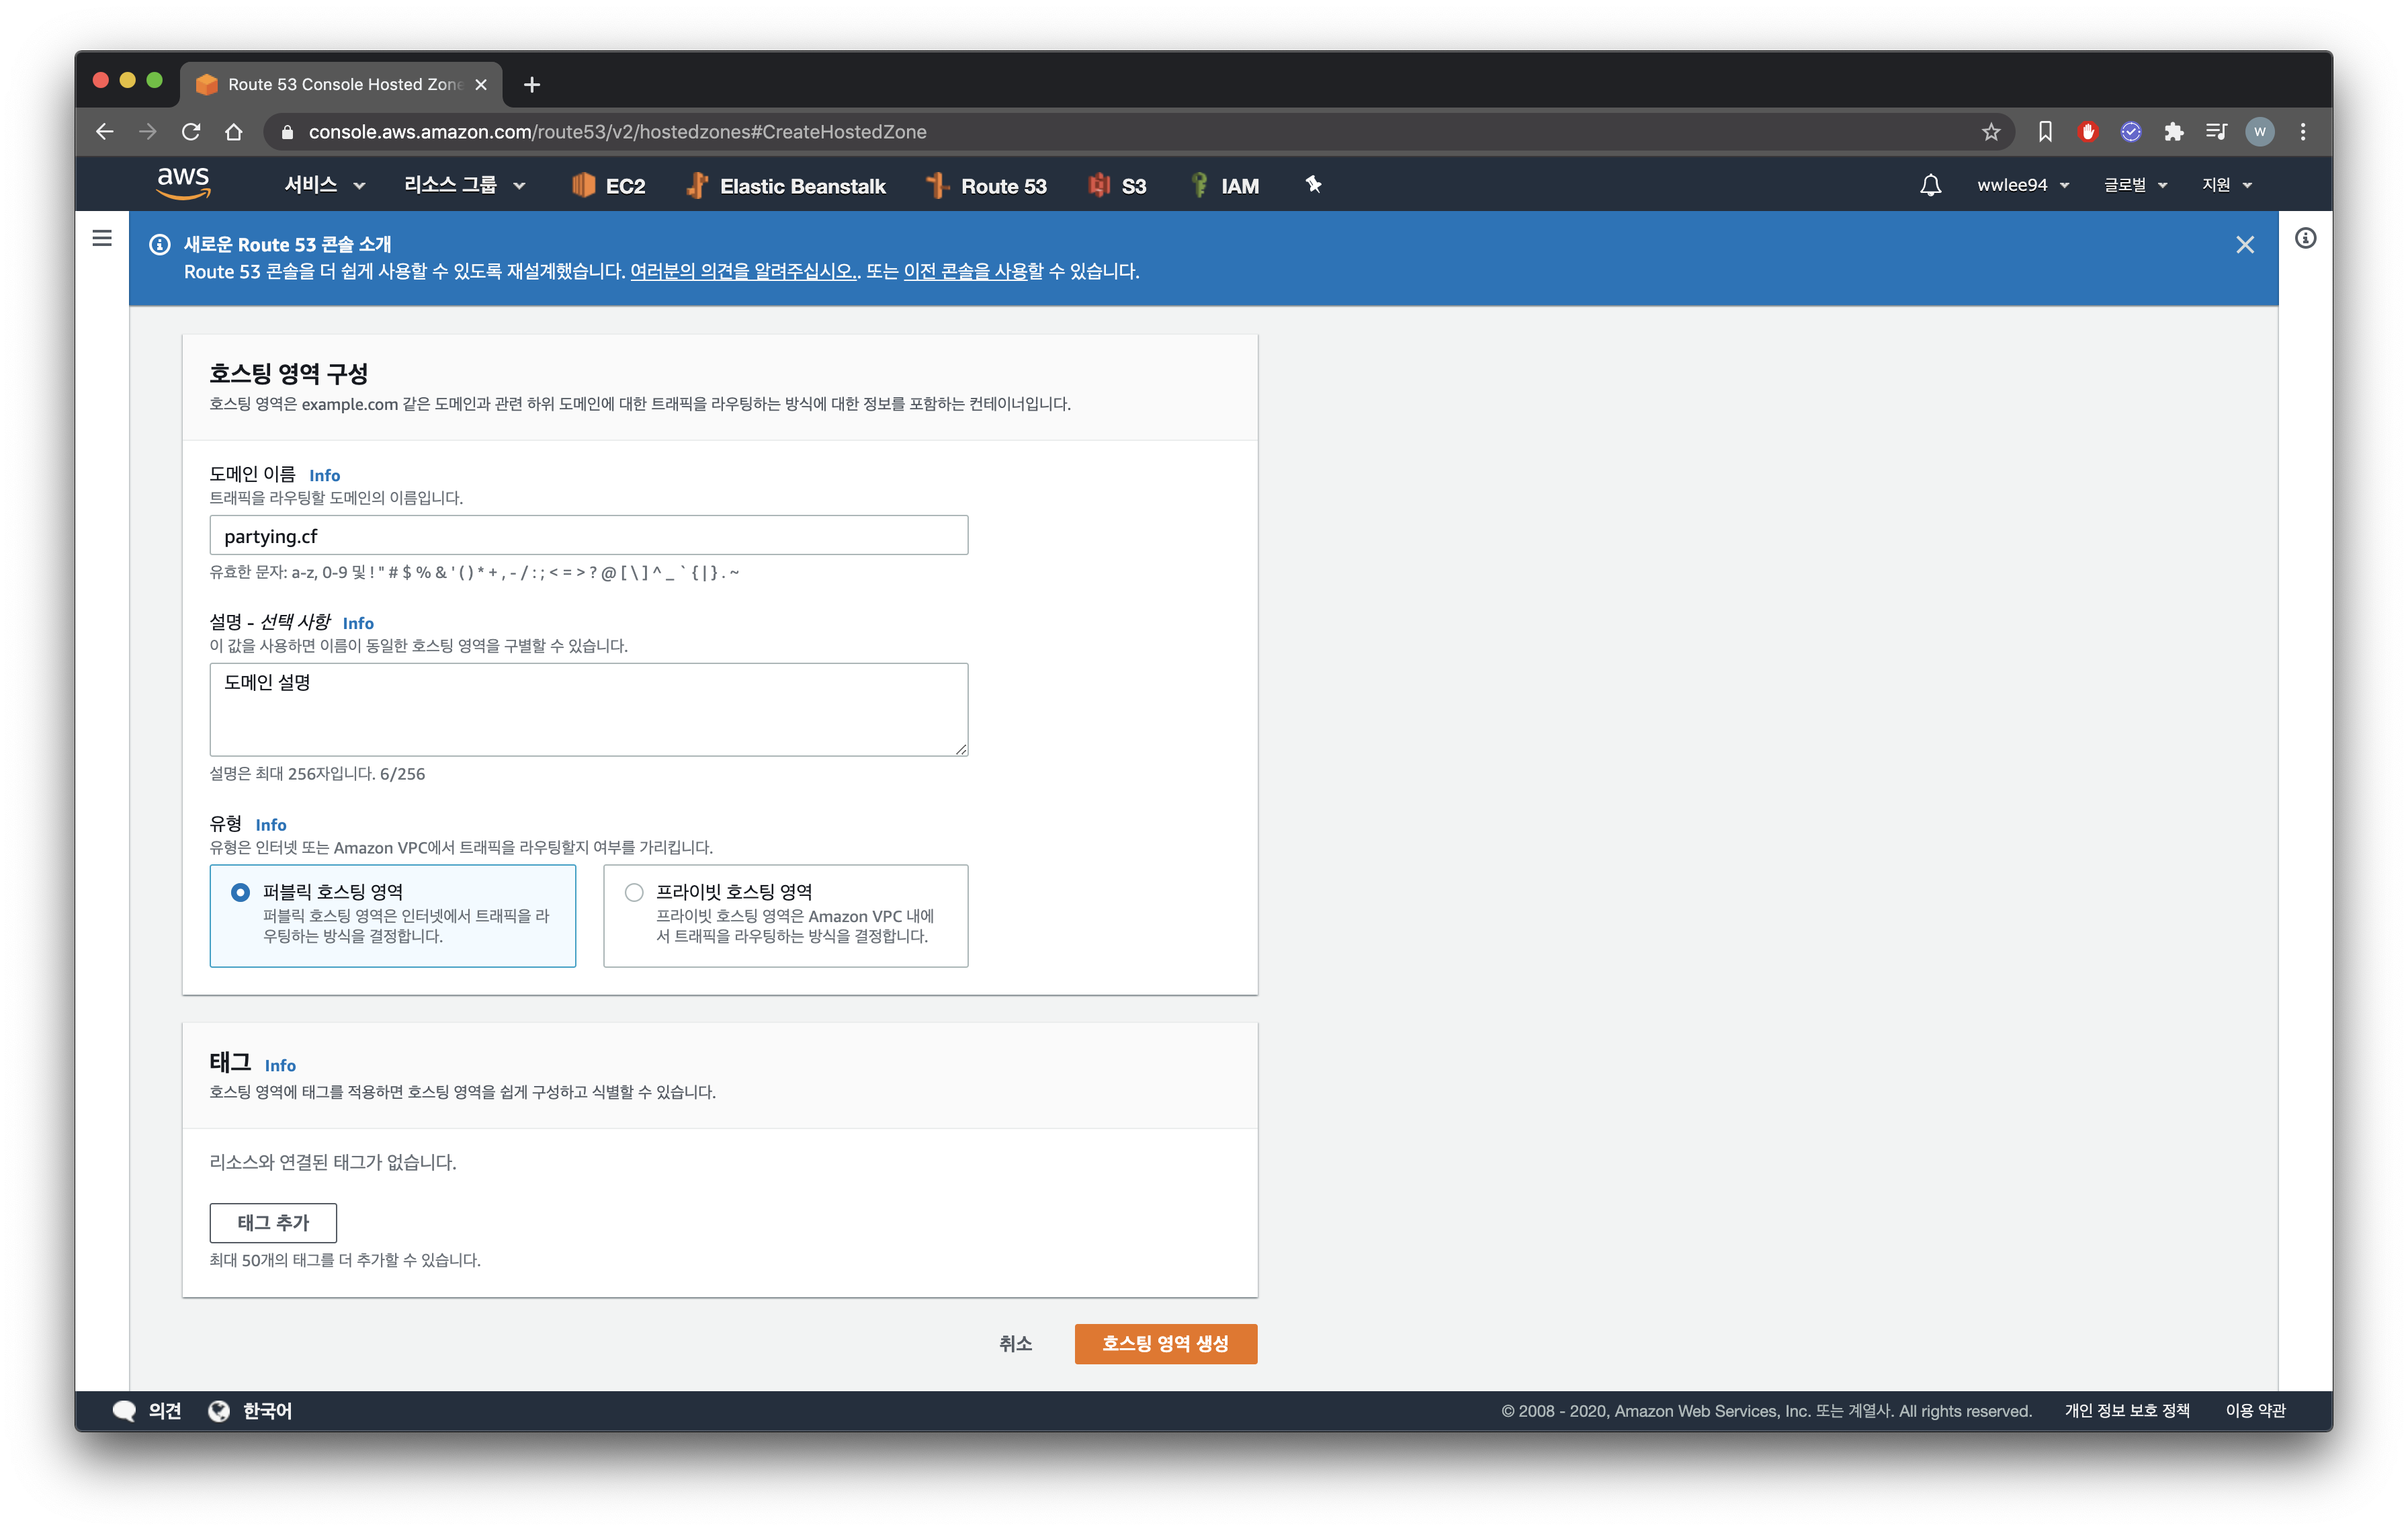 Route 53 Console Hosted Zone
console.aws.amazon.com/route53/v2/hostedzones#CreateHostedZone
W
aws 서비스 리소스 그룹 EC2 Elastic Beanstalk Route 53 S3 IAM wwlee94 글로벌 지원
새로운 Route 53 콘솔 소개
Route 53 콘솔을 더 쉽게 사용할 수 있도록 재설계했습니다. 여러분의 의견을 알려주십시오.. 또는 이전 콘솔을 사용할 수 있습니다.
호스팅 영역 구성
호스팅 영역은 example.com 같은 도메인과 관련 하위 도메인에 대한 트래픽을 라우팅하는 방식에 대한 정보를 포함하는 컨테이너입니다.
도메인 이름 Info
트래픽을 라우팅할 도메인의 이름입니다.
partying.cf
유효한 문자: a-z, 0-9 및 ! " # $ % & ' ( ) * + , - / : ; < = > ? @ [ \ ] ^ _ ` { | } . ~
설명 - 선택 사항 Info
이 값을 사용하면 이름이 동일한 호스팅 영역을 구별할 수 있습니다.
도메인 설명
설명은 최대 256자입니다. 6/256
유형 Info
유형은 인터넷 또는 Amazon VPC에서 트래픽을 라우팅할지 여부를 가리킵니다.
퍼블릭 호스팅 영역
퍼블릭 호스팅 영역은 인터넷에서 트래픽을 라
우팅하는 방식을 결정합니다.
프라이빗 호스팅 영역
프라이빗 호스팅 영역은 Amazon VPC 내에
서 트래픽을 라우팅하는 방식을 결정합니다.
태그 Info
호스팅 영역에 태그를 적용하면 호스팅 영역을 쉽게 구성하고 식별할 수 있습니다.
리소스와 연결된 태그가 없습니다.
태그 추가
최대 50개의 태그를 더 추가할 수 있습니다.
취소 호스팅 영역 생성
의견 한국어 © 2008 - 2020, Amazon Web Services, Inc. 또는 계열사. All rights reserved. 개인 정보 보호 정책 이용 약관